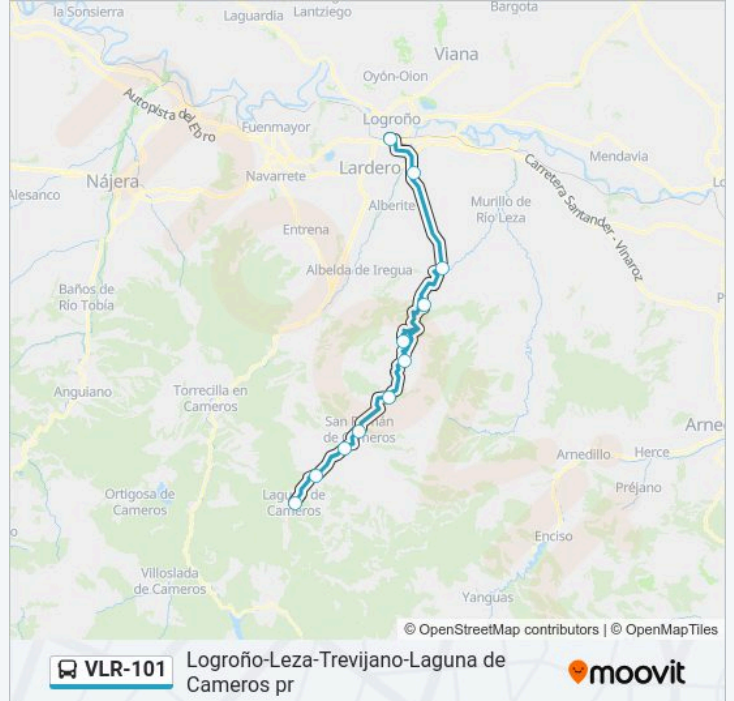 la Sonsierra
Laguardia
Lantziego
Bargota
Viana
Oyón-Oion
Autopista del Ebro
Logroño
Fuenmayor
Mendavia
Lardero
Nájera
Navarrete
Alesanco
Carretera Santander - Vinaroz
Alberite
Murillo de
Río Leza
Entrena
Albelda de Iregua
Baños de
Río Tobía
Anguiano
Torrecilla en
Cameros
San Román
de Cameros
Arne
Arnedillo
Herce
Préjano
Ortigosa de
Cameros
Laguna de
Cameros
Enciso
Villoslada
de Cameros
Yanguas
© OpenStreetMap contributors | © OpenMapTiles
VLR-101
Logroño-Leza-Trevijano-Laguna de
Cameros pr
moovit